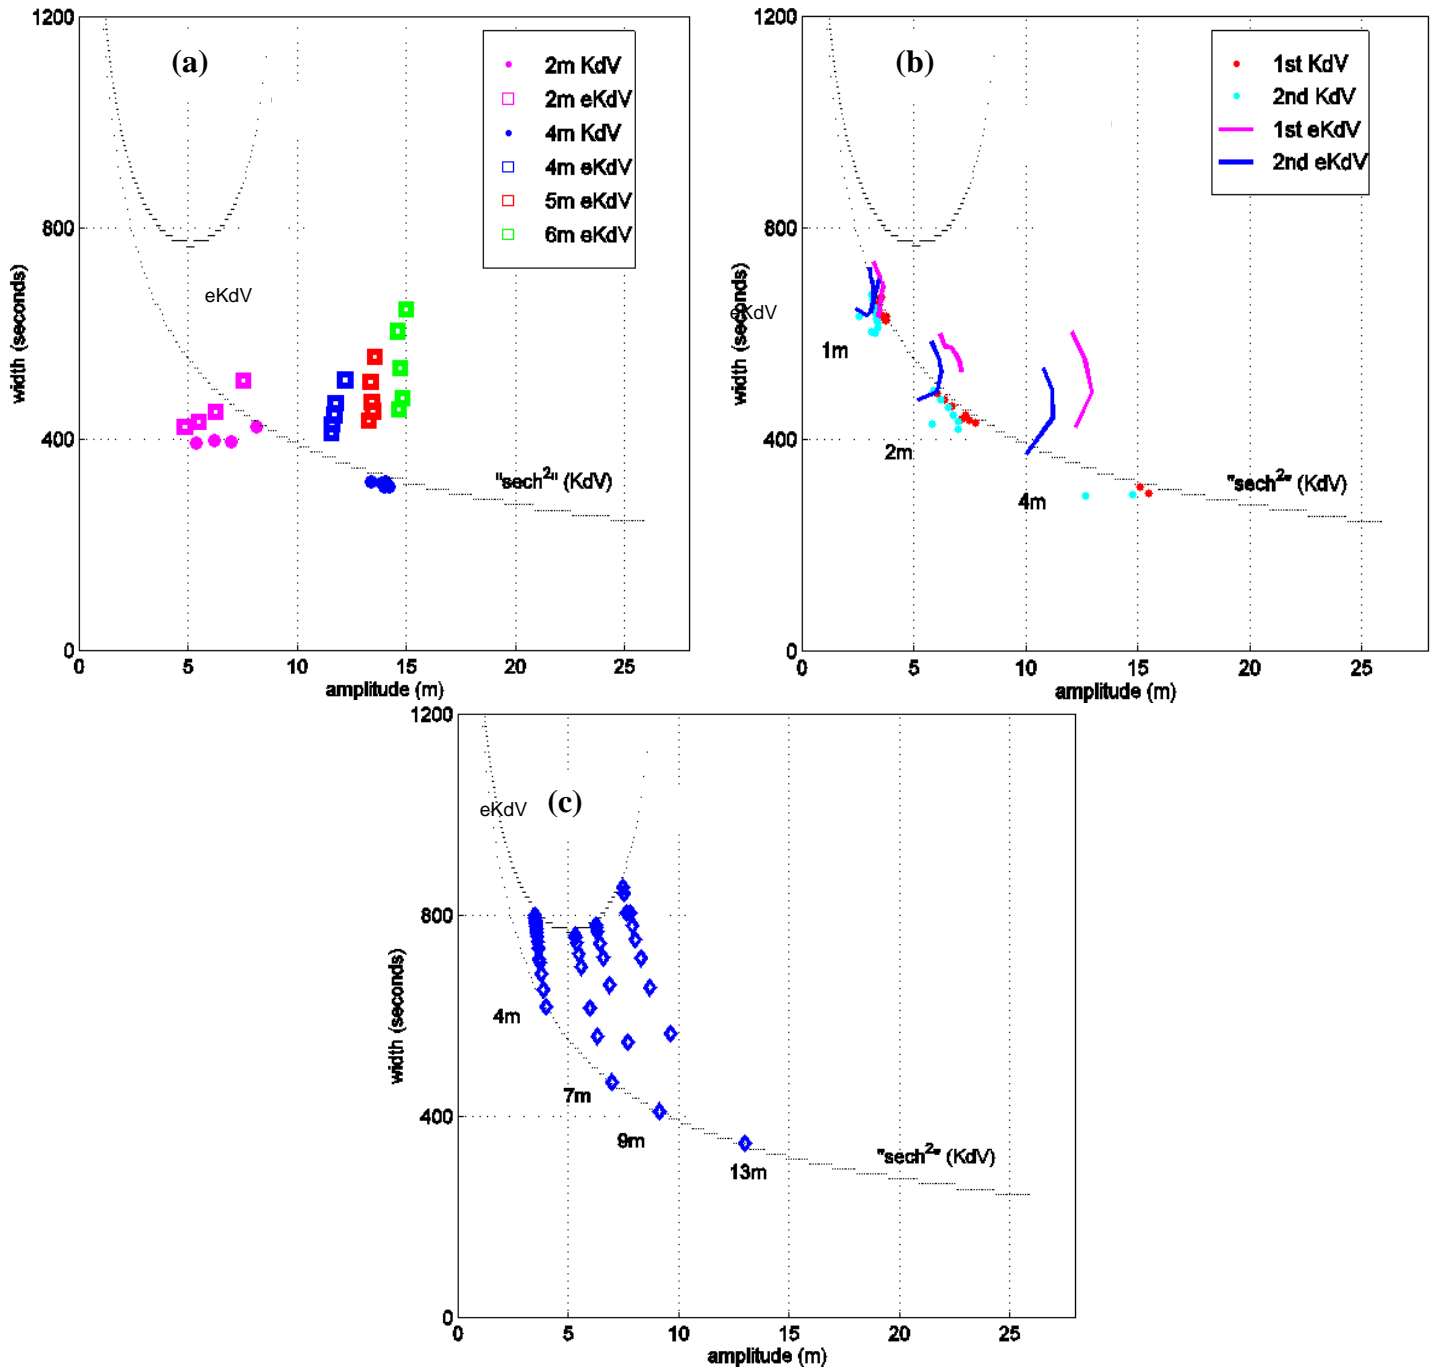 (a)
1200
800
400
0
0 5 10 15 20 25
width (seconds)
amplitude (m)
2m KdV
2m eKdV
4m KdV
4m eKdV
5m eKdV
6m eKdV
eKdV
"sech2" (KdV)
(b)
1200
800
400
0
0 5 10 15 20 25
width (seconds)
amplitude (m)
1st KdV
2nd KdV
1st eKdV
2nd eKdV
eKdV
1m
2m
4m
"sech2" (KdV)
(c)
1200
800
400
0
0 5 10 15 20 25
width (seconds)
amplitude (m)
eKdV
4m
7m
9m
13m
"sech2" (KdV)